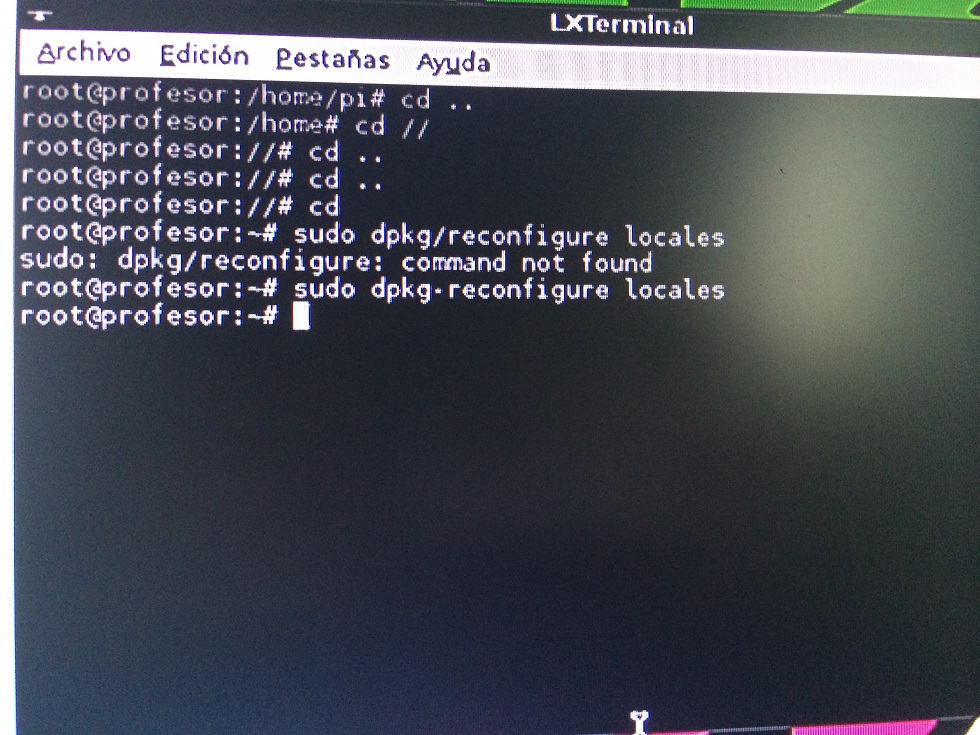 LXTerminal
Archivo Edición Pestañas Ayuda
root@profesor:/home/pi# cd ..
root@profesor:/home# cd //
root@profesor://# cd ..
root@profesor://# cd ..
root@profesor://# cd
root@profesor:~# sudo dpkg/reconfigure locales
sudo: dpkg/reconfigure: command not found
root@profesor:~# sudo dpkg-reconfigure locales
root@profesor:~#